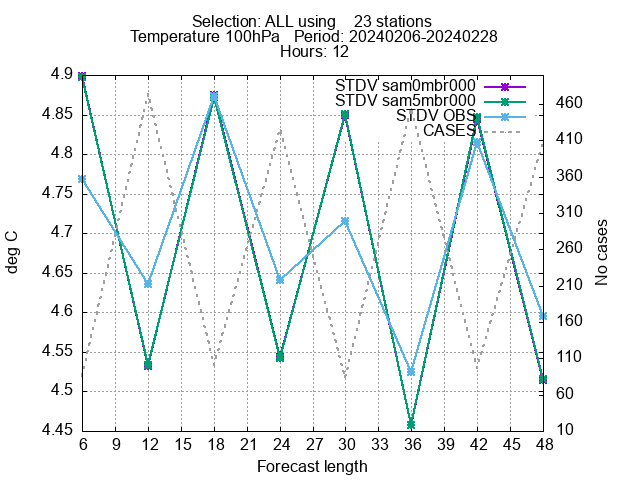 Selection: ALL using 23 stations
Temperature 100hPa Period: 20240206-20240228
Hours: 12
STDV sam0mbr000
STDV sam5mbr000
STDV OBS
CASES
4.9
4.85
4.8
4.75
4.7
4.65
4.6
4.55
4.5
4.45
deg C
460
410
360
310
260
210
160
110
60
10
No cases
6 9 12 15 18 21 24 27 30 33 36 39 42 45 48
Forecast length